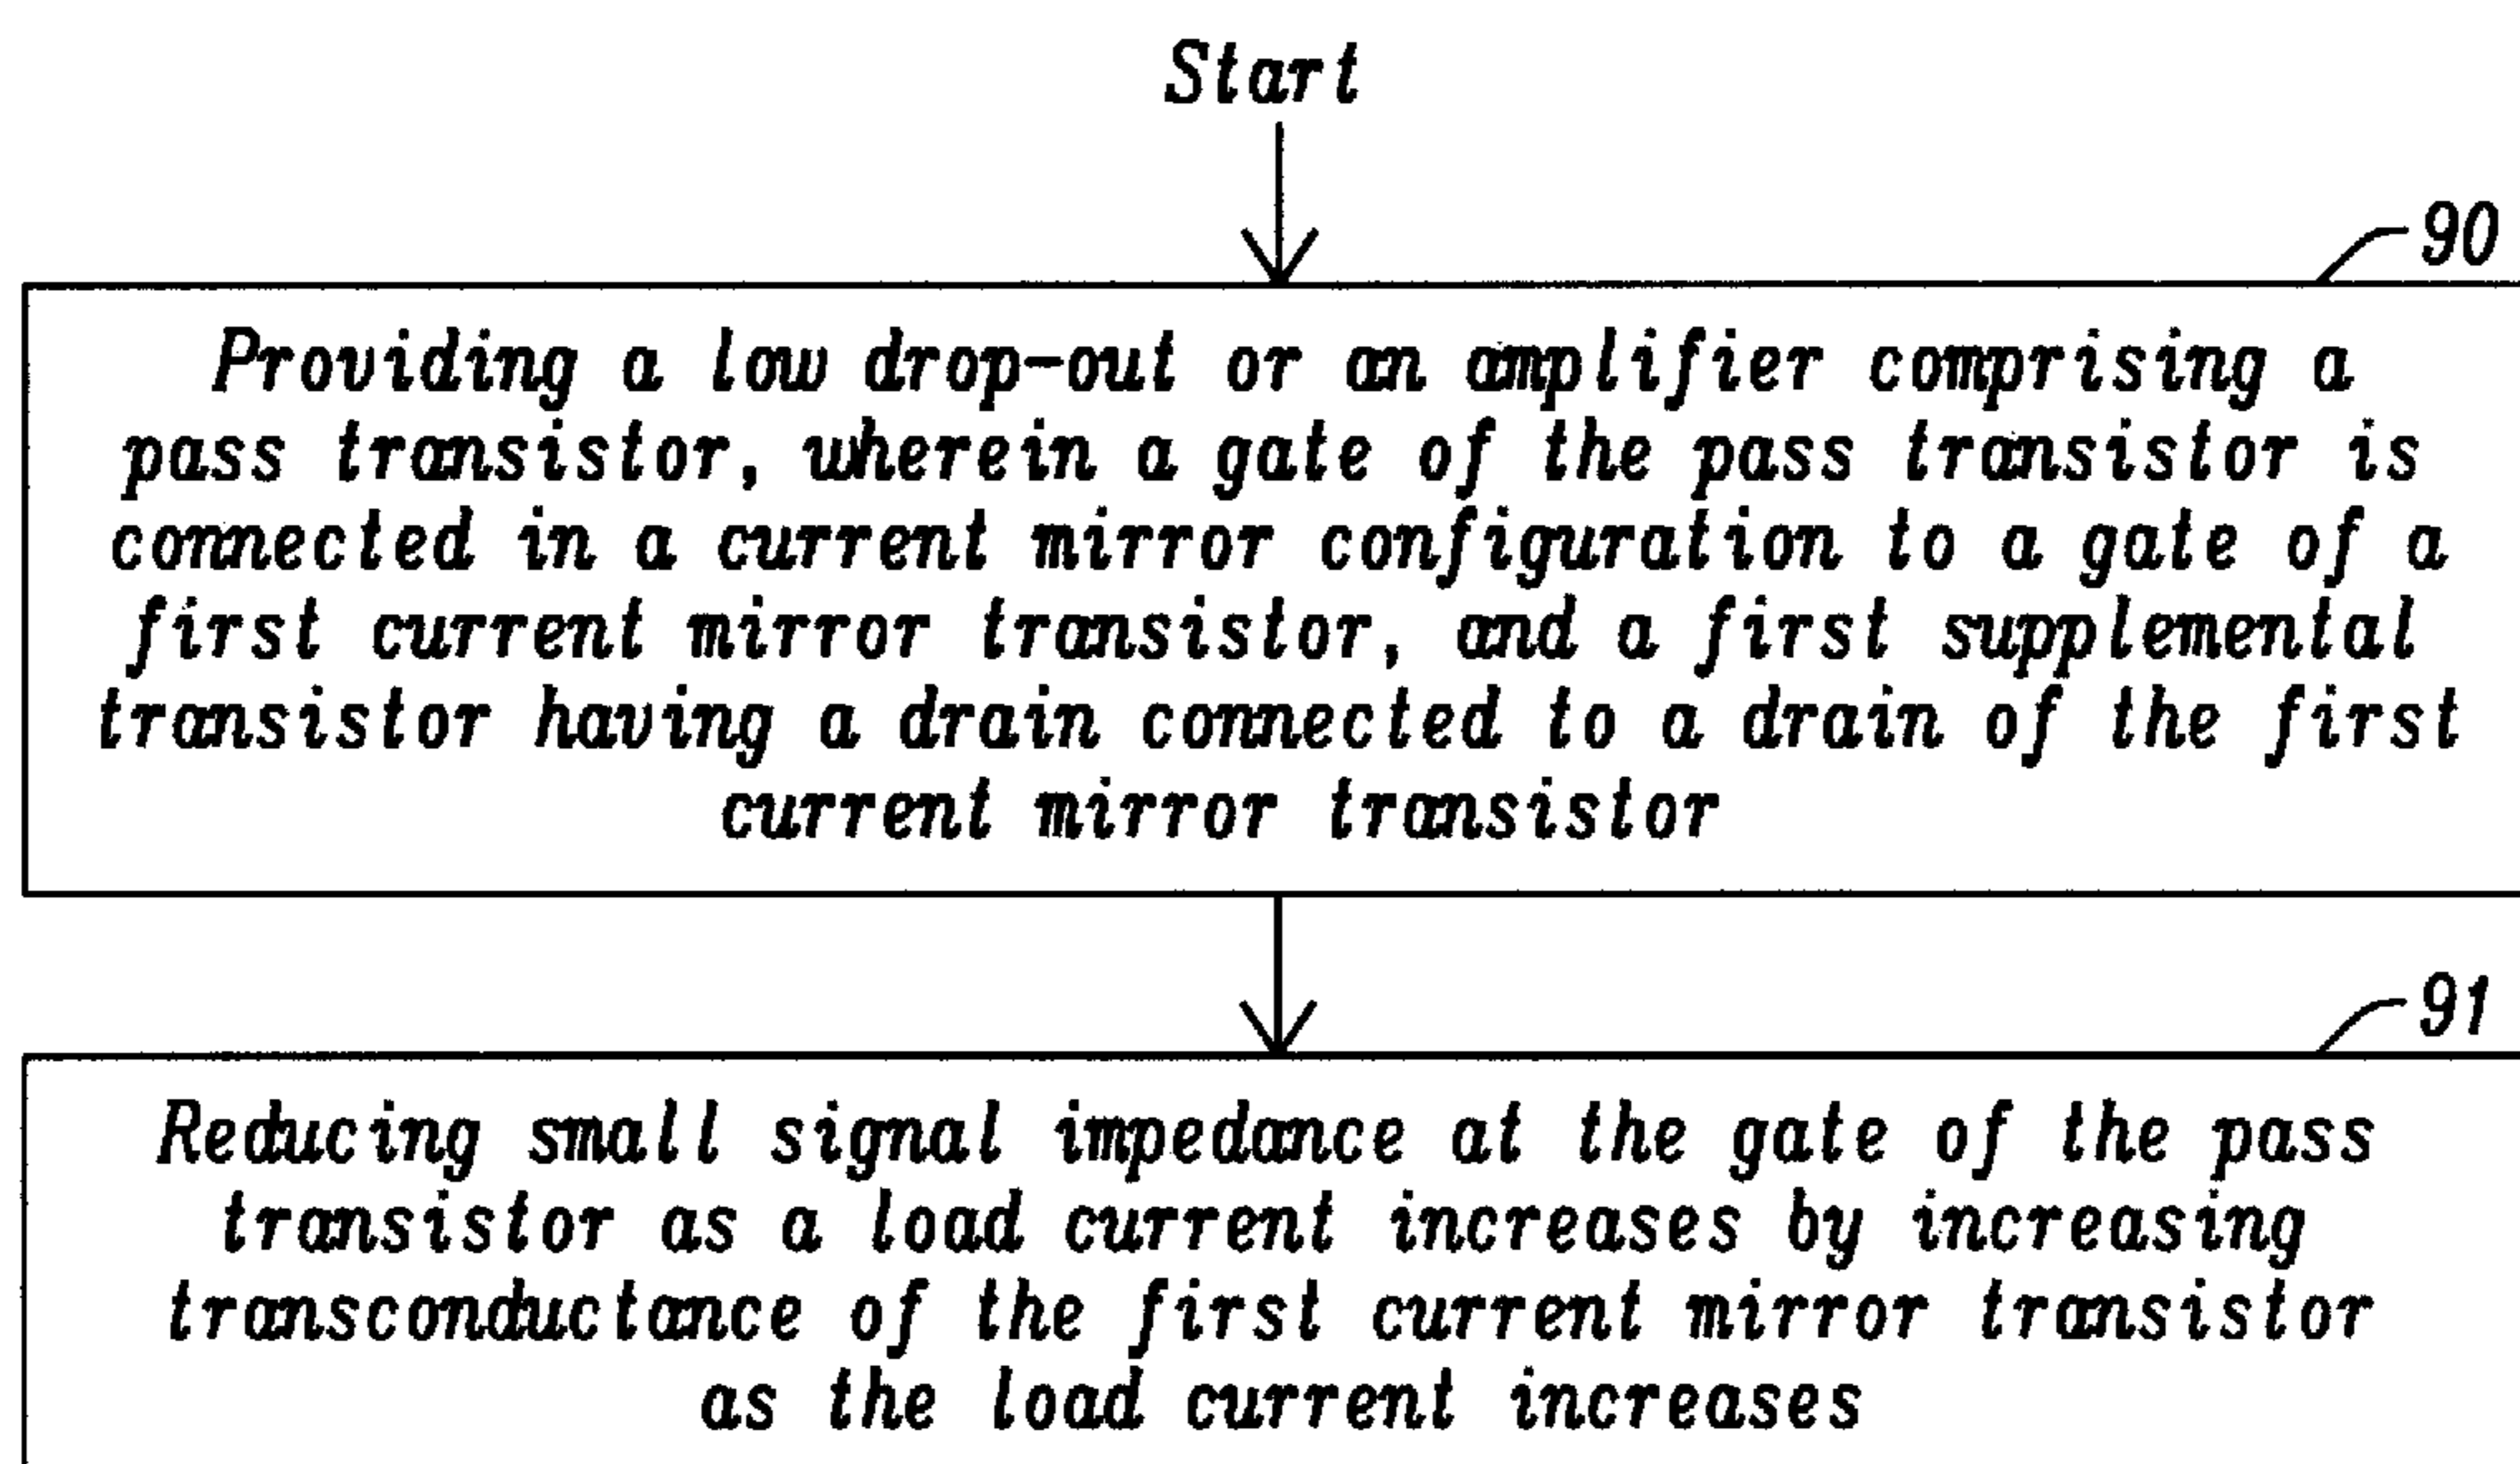 Start
90
Providing a low drop-out or an amplifier comprising a
pass transistor, wherein a gate of the pass transistor is
connected in a current mirror configuration to a gate of a
first current mirror transistor, and a first supplemental
transistor having a drain connected to a drain of the first
current mirror transistor
91
Reducing small signal impedance at the gate of the pass
transistor as a load current increases by increasing
transconductance of the first current mirror transistor
as the load current increases